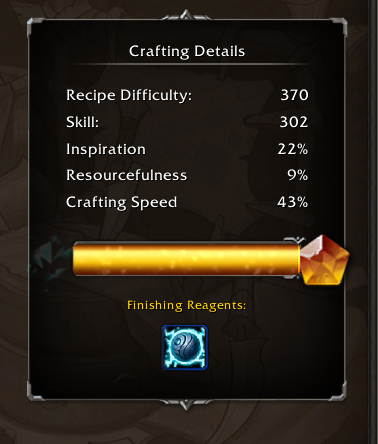 Crafting Details
Recipe Difficulty: 370
Skill: 302
Inspiration 22%
Resourcefulness 9%
Crafting Speed 43%
Finishing Reagents: